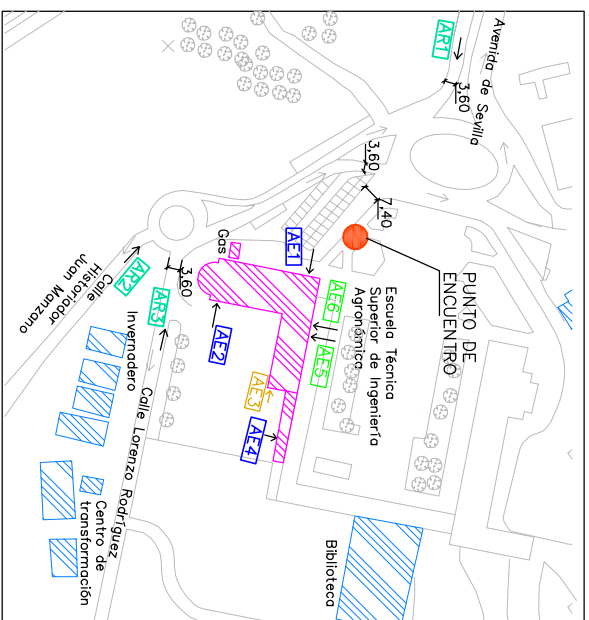 AR1
Avenida de Sevilla
3,60
3,60
7,40
PUNTO DE
ENCUENTRO
Gas
AE1
AE6
AE5
Escuela Técnica
Superior de Ingeniería
Agronómica
AR2
Calle
Historiador
Juan Manzano
3,60
AR3
AE2
AE3
AE4
Invernadero
Calle Lorenzo Rodríguez
Centro de
transformación
Biblioteca